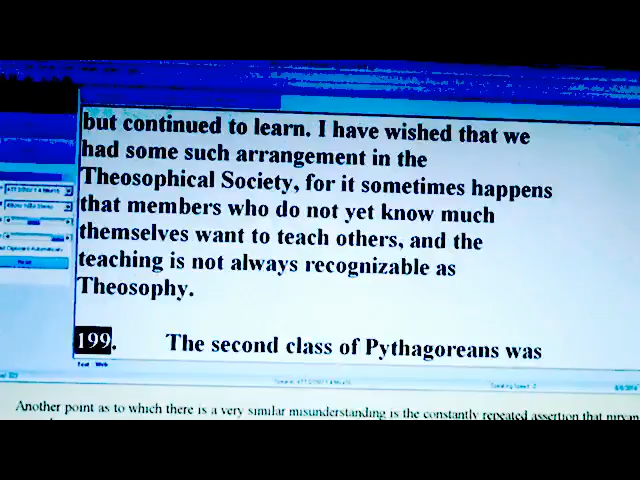 but continued to learn. I have wished that we
had some such arrangement in the
Theosophical Society, for it sometimes happens
that members who do not yet know much
themselves want to teach others, and the
teaching is not always recognizable as
Theosophy.
199. The second class of Pythagoreans was
Another point as to which there is a very similar misunderstanding is the constantly repeated assertion that